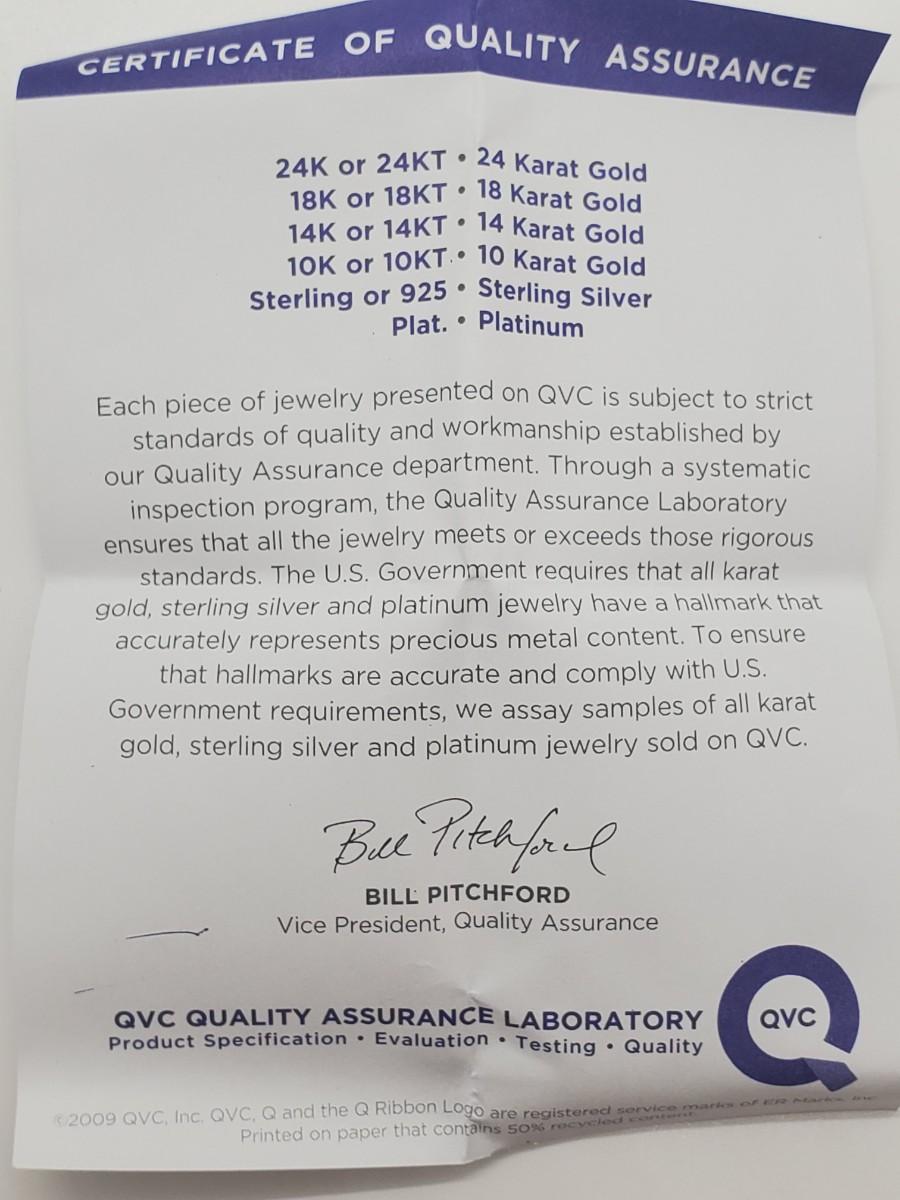 CERTIFICATE OF QUALITY ASSURANCE
24K or 24KT • 24 Karat Gold
18K or 18KT • 18 Karat Gold
14K or 14KT • 14 Karat Gold
10K or 10KT • 10 Karat Gold
Sterling or 925 • Sterling Silver
Plat. • Platinum
Each piece of jewelry presented on QVC is subject to strict
standards of quality and workmanship established by
our Quality Assurance department. Through a systematic
inspection program, the Quality Assurance Laboratory
ensures that all the jewelry meets or exceeds those rigorous
standards. The U.S. Government requires that all karat
gold, sterling silver and platinum jewelry have a hallmark that
accurately represents precious metal content. To ensure
that hallmarks are accurate and comply with U.S.
Government requirements, we assay samples of all karat
gold, sterling silver and platinum jewelry sold on QVC.
Bill Pitchford
BILL PITCHFORD
Vice President, Quality Assurance
QVC QUALITY ASSURANCE LABORATORY
Product Specification • Evaluation • Testing • Quality
QVC
©2009 QVC, Inc. QVC, Q and the Q Ribbon Logo are registered service marks of ER Marks, Inc.
Printed on paper that contains 50% recycled content.